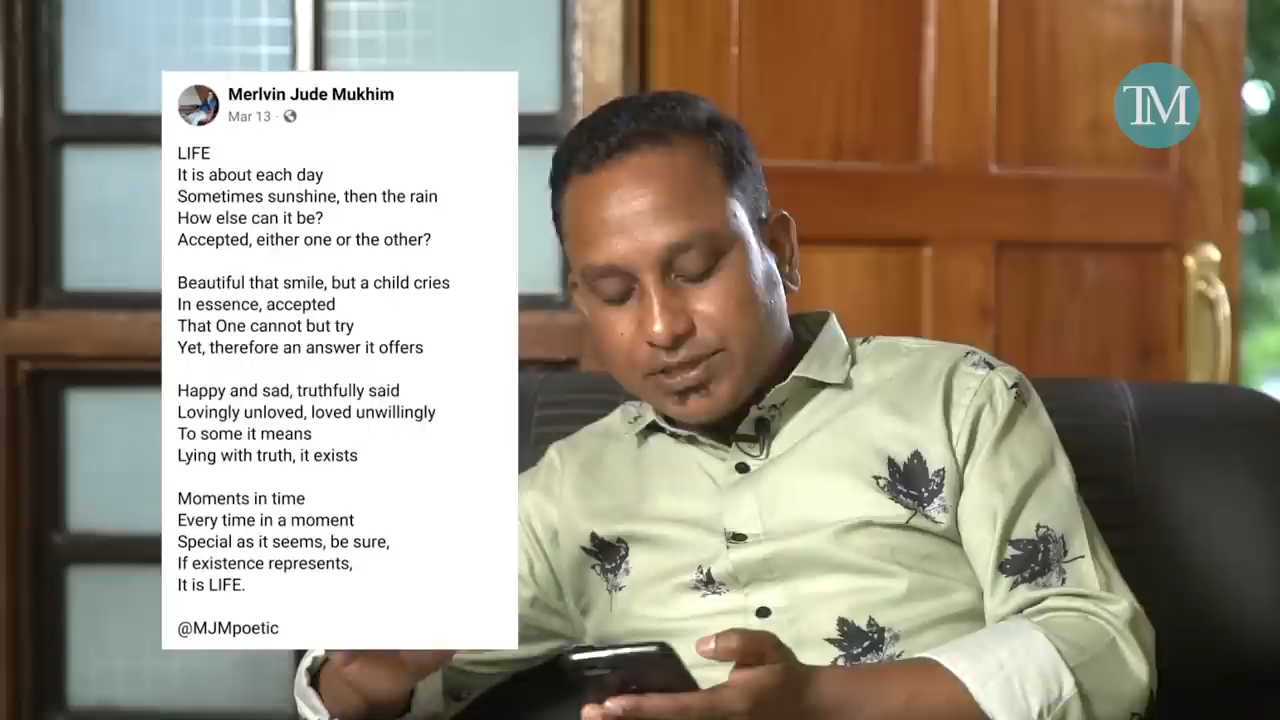 Merlvin Jude Mukhim
Mar 13 ·
LIFE
It is about each day
Sometimes sunshine, then the rain
How else can it be?
Accepted, either one or the other?
Beautiful that smile, but a child cries
In essence, accepted
That One cannot but try
Yet, therefore an answer it offers
Happy and sad, truthfully said
Lovingly unloved, loved unwillingly
To some it means
Lying with truth, it exists
Moments in time
Every time in a moment
Special as it seems, be sure,
If existence represents,
It is LIFE.
@MJMpoetic
TM